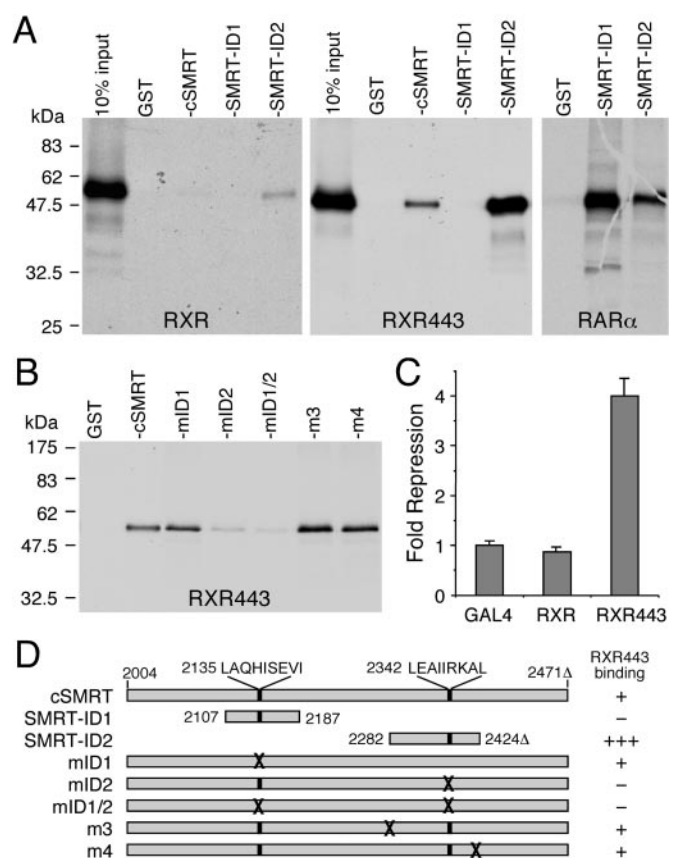 A
10% input
GST
-cSMRT
-SMRT-ID1
-SMRT-ID2
10% input
GST
-cSMRT
-SMRT-ID1
-SMRT-ID2
GST
-SMRT-ID1
-SMRT-ID2
kDa
83
62
47.5
32.5
25
RXR
RXR443
RARα
B
GST
-cSMRT
-mID1
-mID2
-mID1/2
-m3
-m4
kDa
175
83
62
47.5
32.5
RXR443
C
Fold Repression
4
3
2
1
0
GAL4
RXR
RXR443
D
RXR443
binding
2004
2135 LAQHISEVI
2342 LEAIIRKAL
2471Δ
cSMRT
+
SMRT-ID1
2107
2187
–
SMRT-ID2
2282
2424Δ
+++
mID1
X
+
mID2
X
–
mID1/2
X
X
–
m3
X
+
m4
X
+